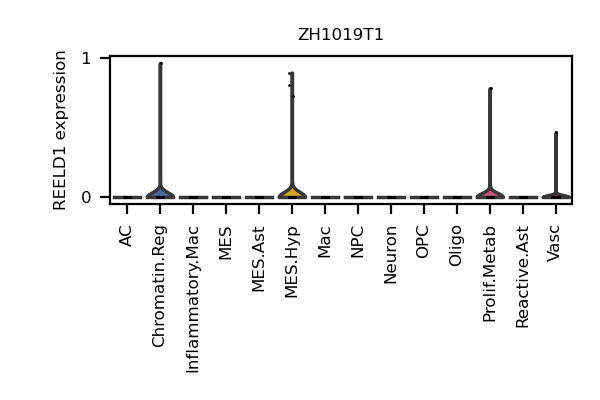 ZH1019T1
REELD1 expression
1
0
AC
Chromatin.Reg
Inflammatory.Mac
MES
MES.Ast
MES.Hyp
Mac
NPC
Neuron
OPC
Oligo
Prolif.Metab
Reactive.Ast
Vasc